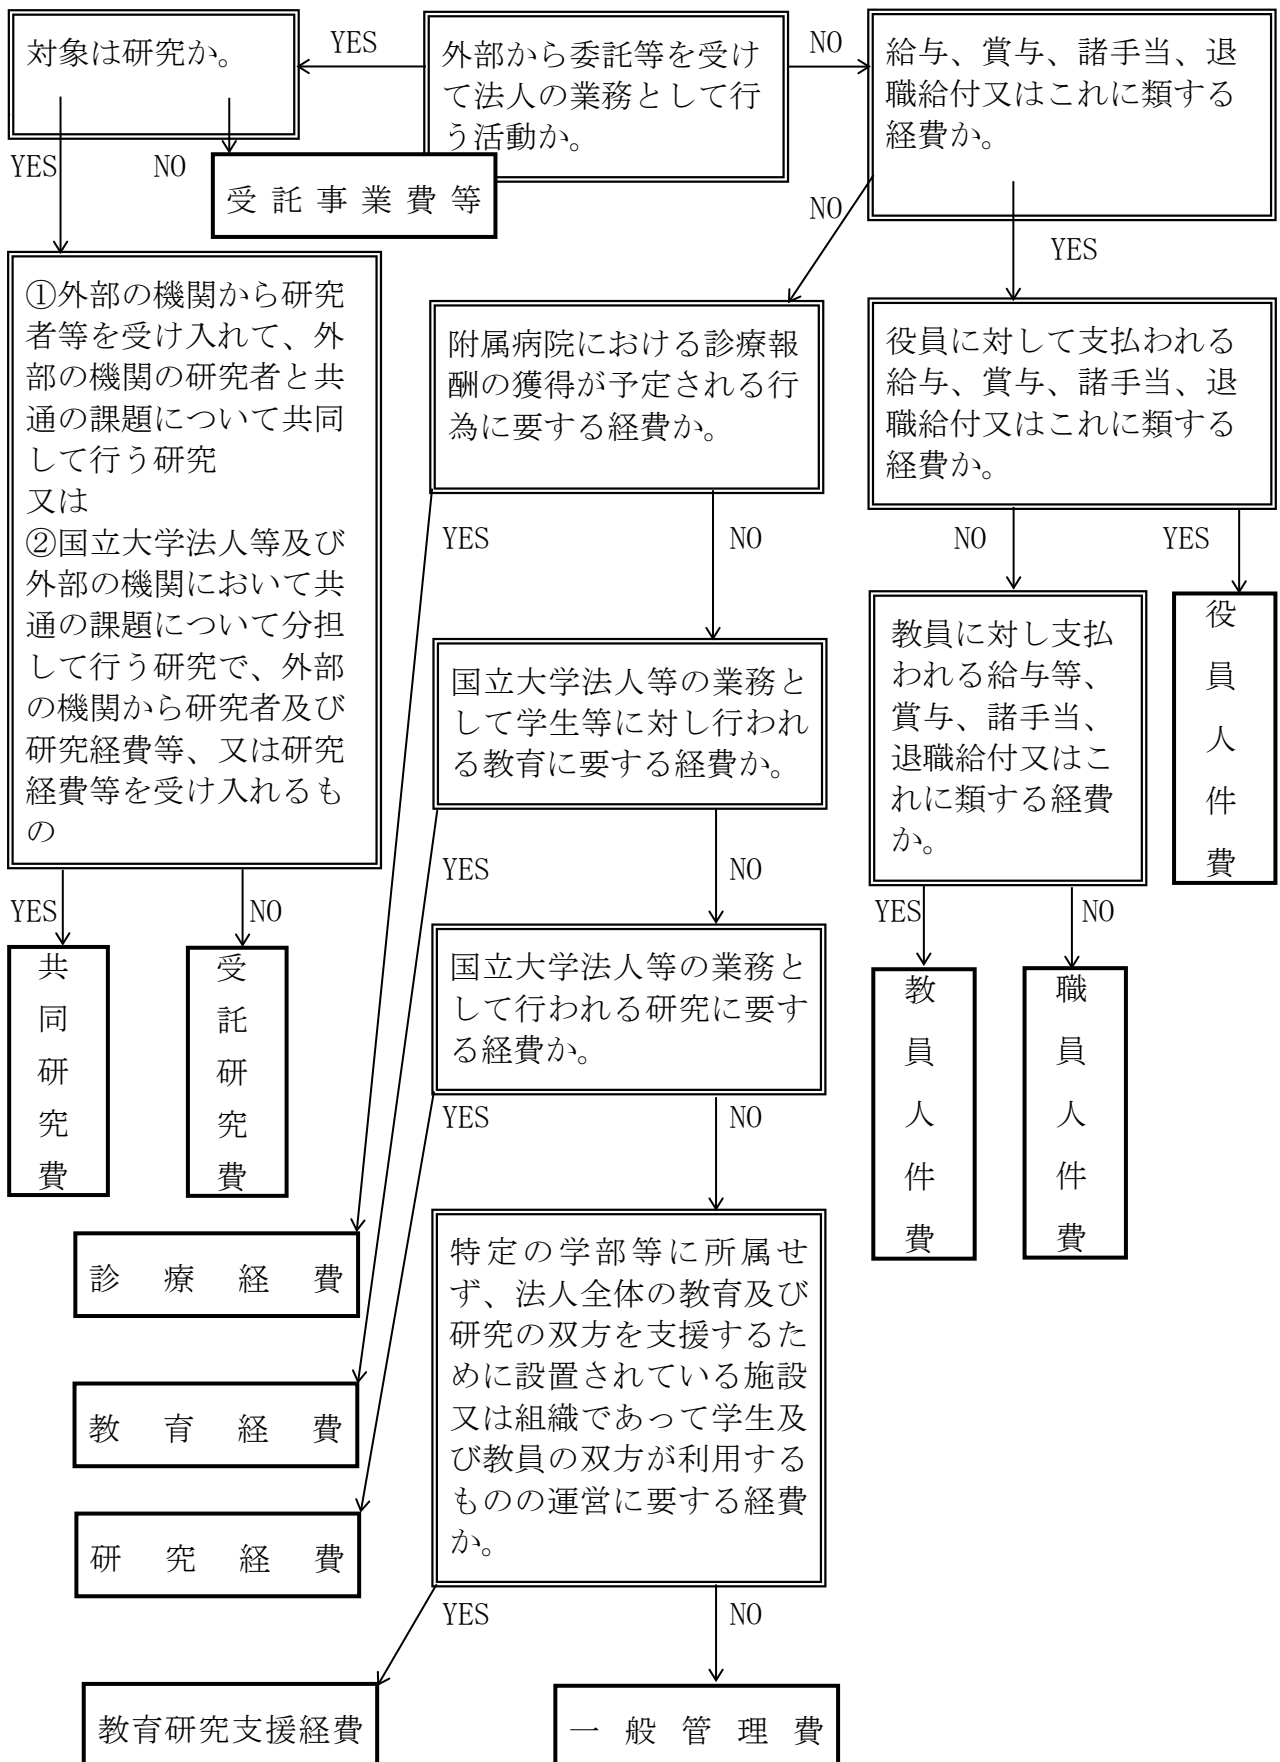 対象は研究か。
YES
外部から委託等を受け
て法人の業務として行
う活動か。
NO
給与、賞与、諸手当、退
職給付又はこれに類する
経費か。
YES
NO
受託事業費等
NO
YES
①外部の機関から研究
者等を受け入れて、外
部の機関の研究者と共
通の課題について共同
して行う研究
又は
②国立大学法人等及び
外部の機関において共
通の課題について分担
して行う研究で、外部
の機関から研究者及び
研究経費等、又は研究
経費等を受け入れるも
の
附属病院における診療報
酬の獲得が予定される行
為に要する経費か。
役員に対して支払われる
給与、賞与、諸手当、退
職給付又はこれに類する
経費か。
YES
NO
NO
YES
国立大学法人等の業務と
して学生等に対し行われ
る教育に要する経費か。
教員に対し支払
われる給与等、
賞与、諸手当、
退職給付又はこ
れに類する経費
か。
役員人件費
YES
NO
YES
NO
YES
NO
共同研究費
受託研究費
国立大学法人等の業務と
して行われる研究に要す
る経費か。
教員人件費
職員人件費
YES
NO
診療経費
教育経費
研究経費
特定の学部等に所属せ
ず、法人全体の教育及び
研究の双方を支援するた
めに設置されている施設
又は組織であって学生及
び教員の双方が利用する
ものの運営に要する経費
か。
YES
NO
教育研究支援経費
一般管理費